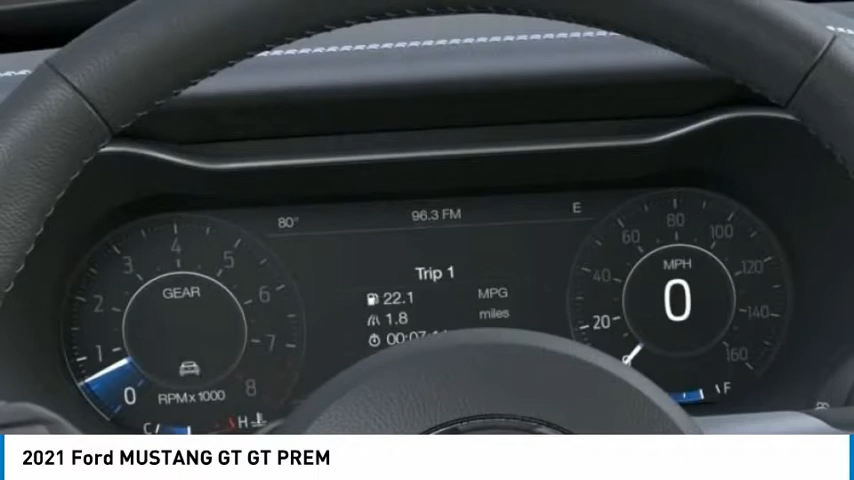 80° 96.3 FM E
Trip 1
22.1 MPG
1.8 miles
GEAR
0 1 2 3 4 5 6 7 8
RPMx1000
C H
MPH
0
20 40 60 80 100 120 140 160
F
2021 Ford MUSTANG GT GT PREM